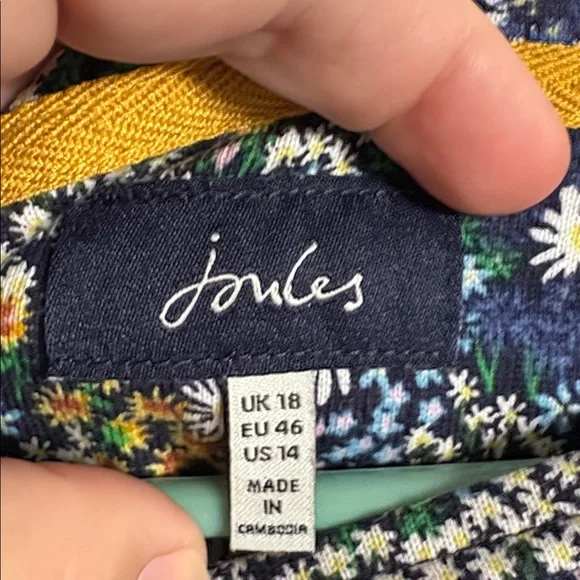 joules
UK 18
EU 46
US 14
MADE
IN
CAMBODIA